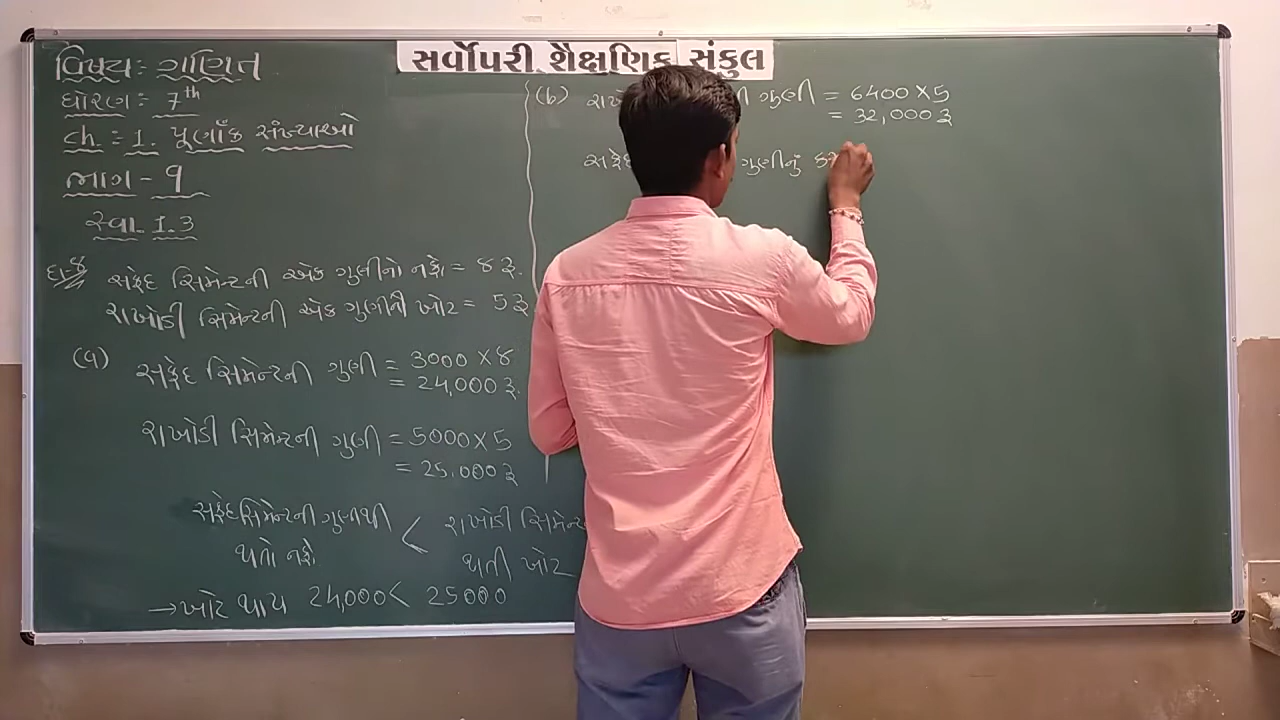 સર્વોપરી શૈક્ષણિક સંકુલ
વિષય : ગણિત
ધોરણ : 7th
ch. : 1. પૂર્ણાંક સંખ્યાઓ
ભાગ - 9
સ્વા. 1.3
દા-૪ સફેદ સિમેન્ટની એક ગુણીનો નફો = 8 રૂ.
રાખોડી સિમેન્ટની એક ગુણીની ખોટ = 5 રૂ
(a) સફેદ સિમેન્ટની ગુણી = 3000 × 8
= 24,000 રૂ.
રાખોડી સિમેન્ટની ગુણી = 5000 × 5
= 25,000 રૂ
સફેદ સિમેન્ટની ગુણીથી < રાખોડી સિમેન્ટ
થતો નફો થતી ખોટ
→ ખોટ થાય 24,000 < 25000
(b) ગુણી = 6400 × 5
= 32,000 રૂ
સફેદ ગુણીનું